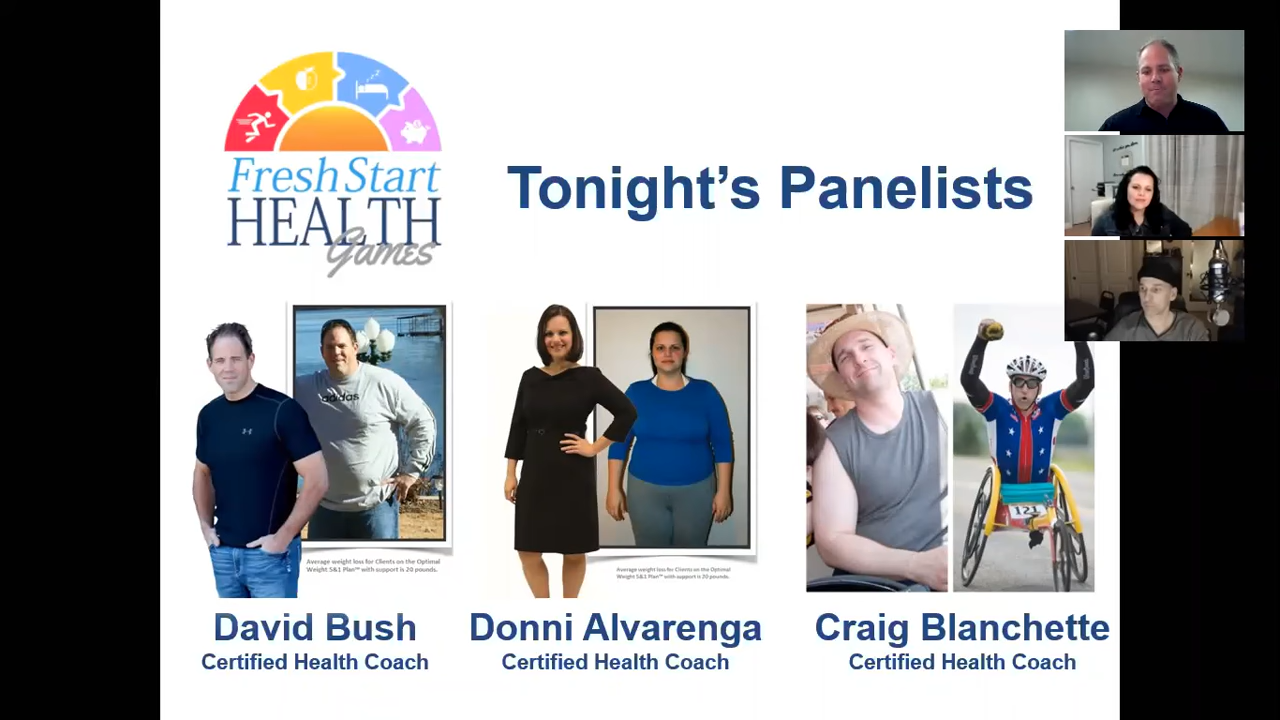 Fresh Start
HEALTH
Games
Tonight's Panelists
adidas
121
Average weight loss for Clients on the Optimal
Weight 5&1 Plan™ with support is 20 pounds.
Average weight loss for Clients on the Optimal
Weight 5&1 Plan™ with support is 20 pounds.
David Bush
Certified Health Coach
Donni Alvarenga
Certified Health Coach
Craig Blanchette
Certified Health Coach